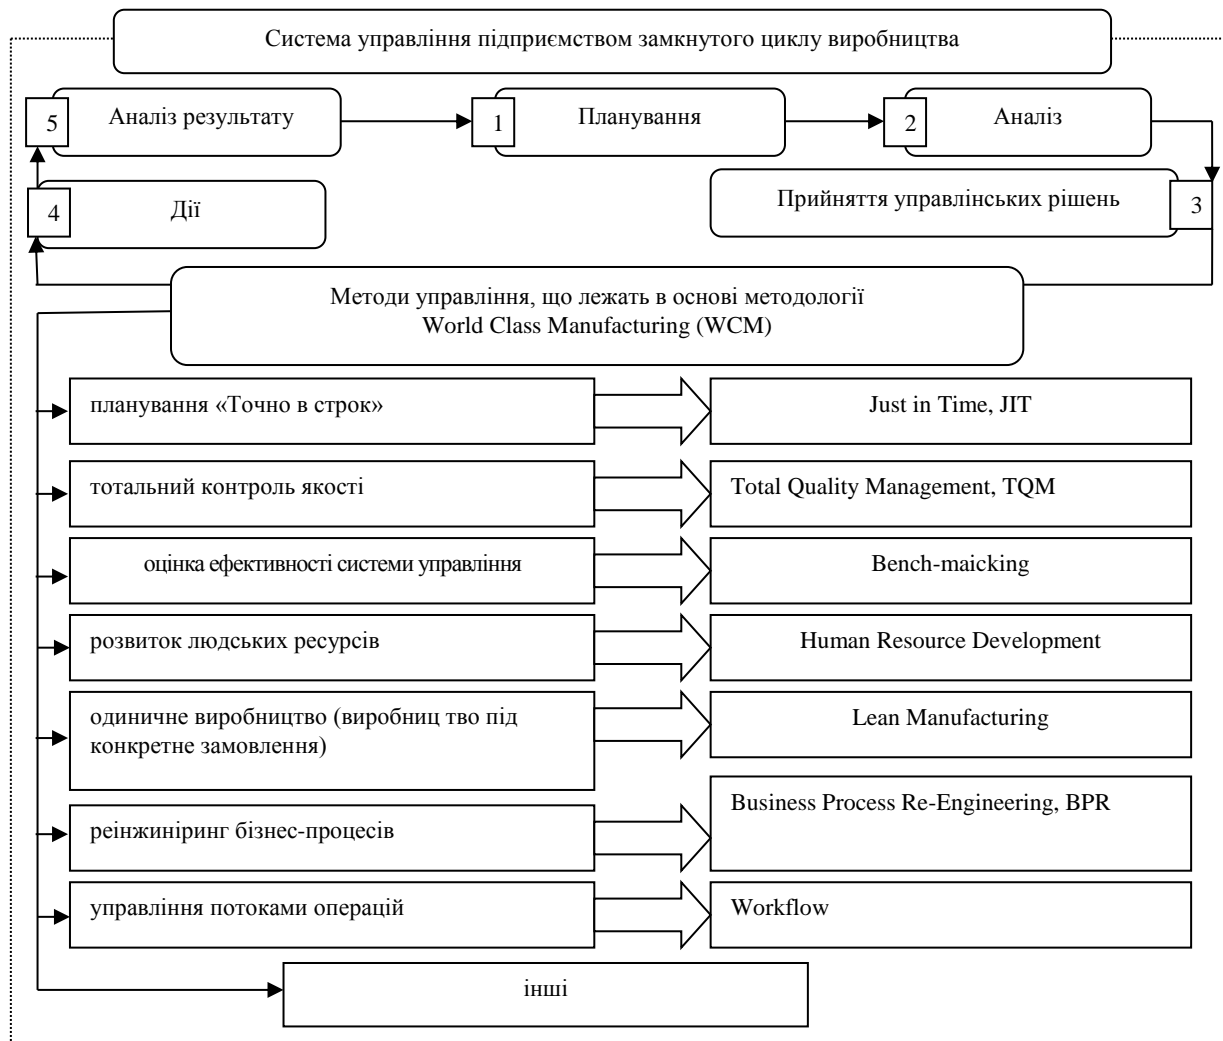 Система управління підприємством замкнутого циклу виробництва
5
Аналіз результату
1
Планування
2
Аналіз
4
Дії
Прийняття управлінських рішень
3
Методи управління, що лежать в основі методології
World Class Manufacturing (WCM)
планування «Точно в строк»
Just in Time, JIT
тотальний контроль якості
Total Quality Management, TQM
оцінка ефективності системи управління
Bench-maicking
розвиток людських ресурсів
Human Resource Development
одиничне виробництво (виробниц тво під
конкретне замовлення)
Lean Manufacturing
реінжиніринг бізнес-процесів
Business Process Re-Engineering, BPR
управління потоками операцій
Workflow
інші